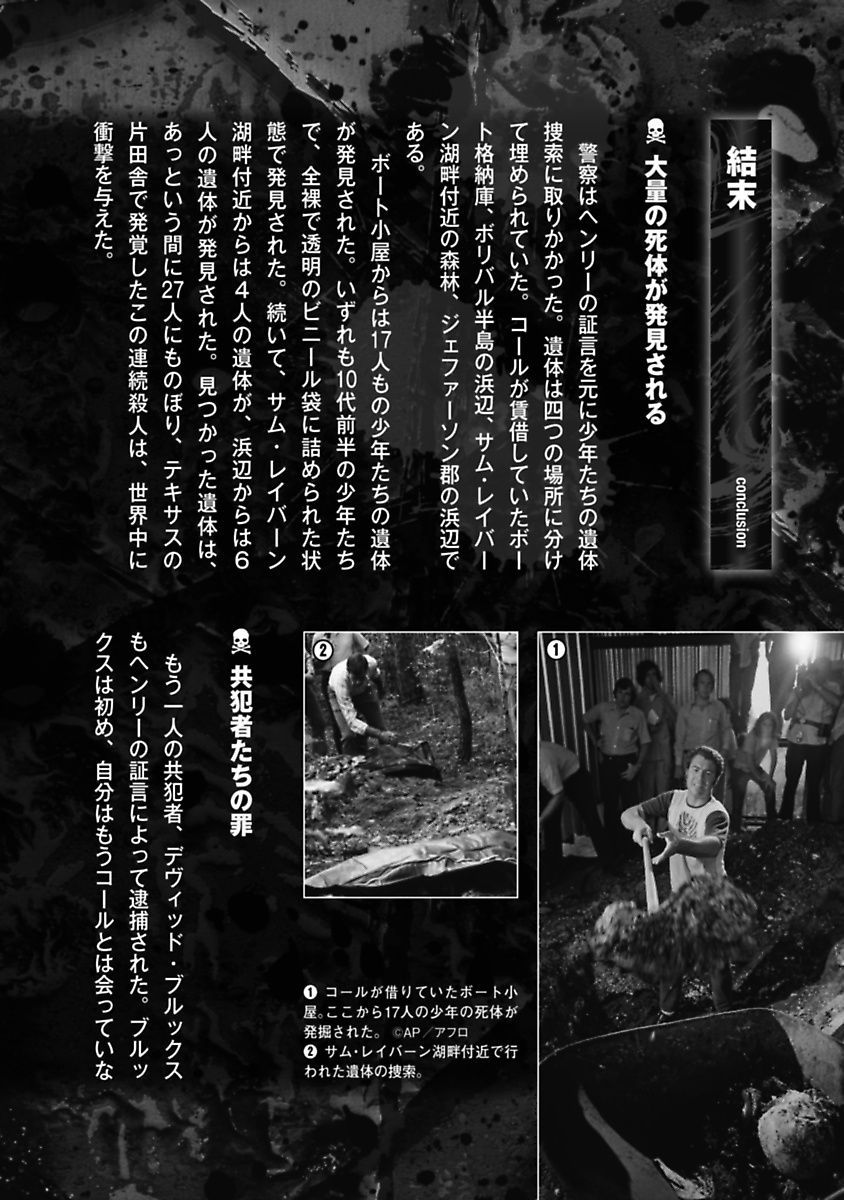 結末
conclusion
大量の死体が発見される
警察はヘンリーの証言を元に少年たちの遺体
捜索に取りかかった。遺体は四つの場所に分け
て埋められていた。コールが賃借していたボー
ト格納庫、ボリバル半島の浜辺、サム・レイバー
ン湖畔付近の森林、ジェファーソン郡の浜辺で
ある。
ボート小屋からは17人もの少年たちの遺体
が発見された。いずれも10代前半の少年たち
で、全裸で透明のビニール袋に詰められた状
態で発見された。続いて、サム・レイバーン
湖畔付近からは4人の遺体が、浜辺からは6
人の遺体が発見された。見つかった遺体は、
あっという間に27人にものぼり、テキサスの
片田舎で発覚したこの連続殺人は、世界中に
衝撃を与えた。
❶
❷
❶ コールが借りていたボート小
屋。ここから17人の少年の死体が
発掘された。 ©AP/アフロ
❷ サム・レイバーン湖畔付近で行
われた遺体の捜索。
共犯者たちの罪
もう一人の共犯者、デヴィッド・ブルックス
もヘンリーの証言によって逮捕された。ブルッ
クスは初め、自分はもうコールとは会っていな